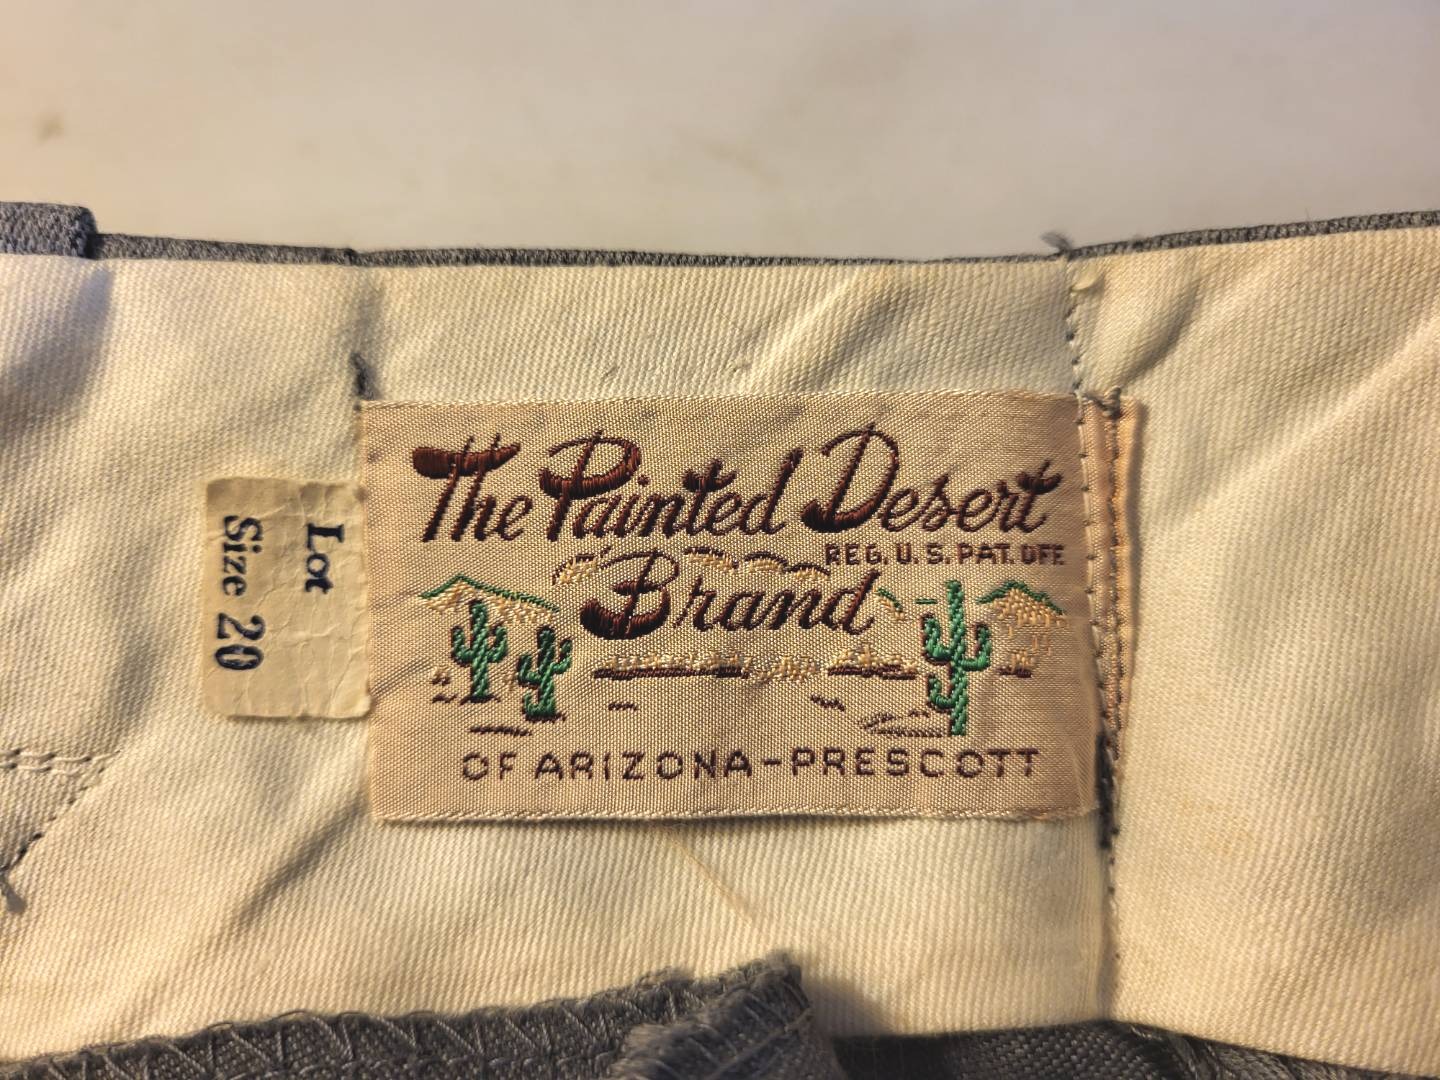 The Painted Desert
REG. U. S. PAT. OFF.
Brand
OF ARIZONA-PRESCOTT
Lot
Size 20